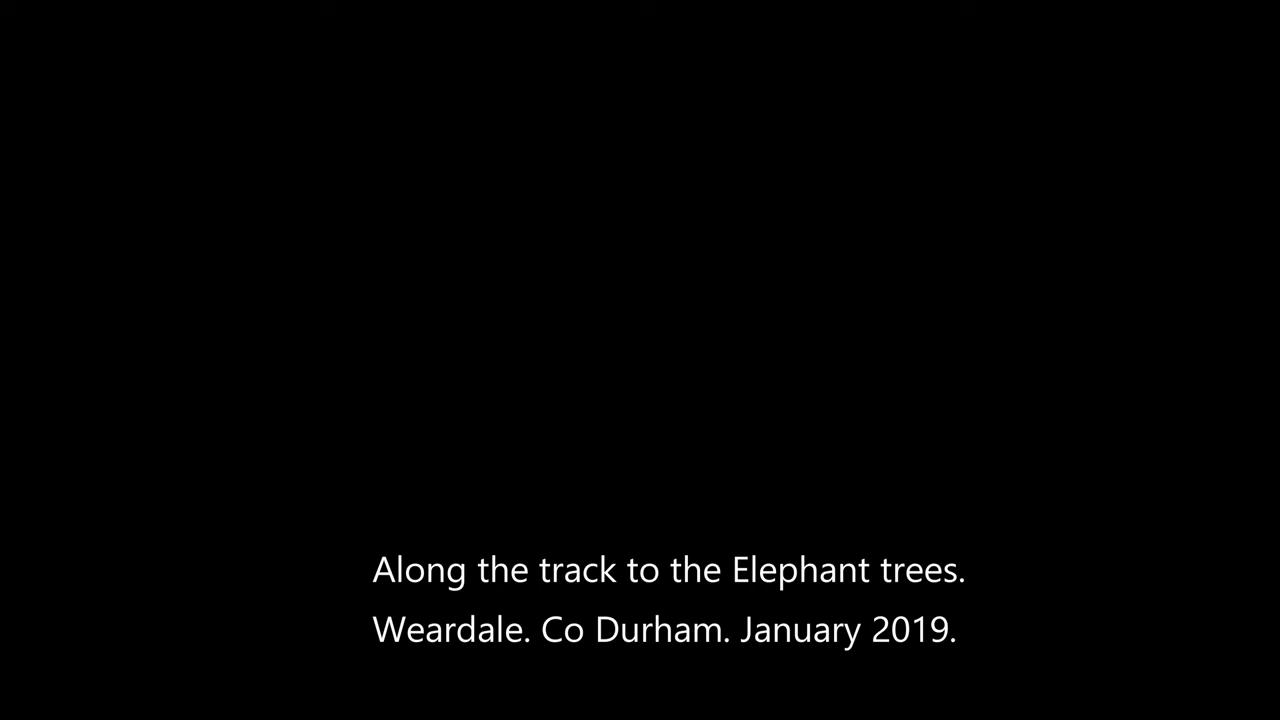 Along the track to the Elephant trees.
Weardale. Co Durham. January 2019.